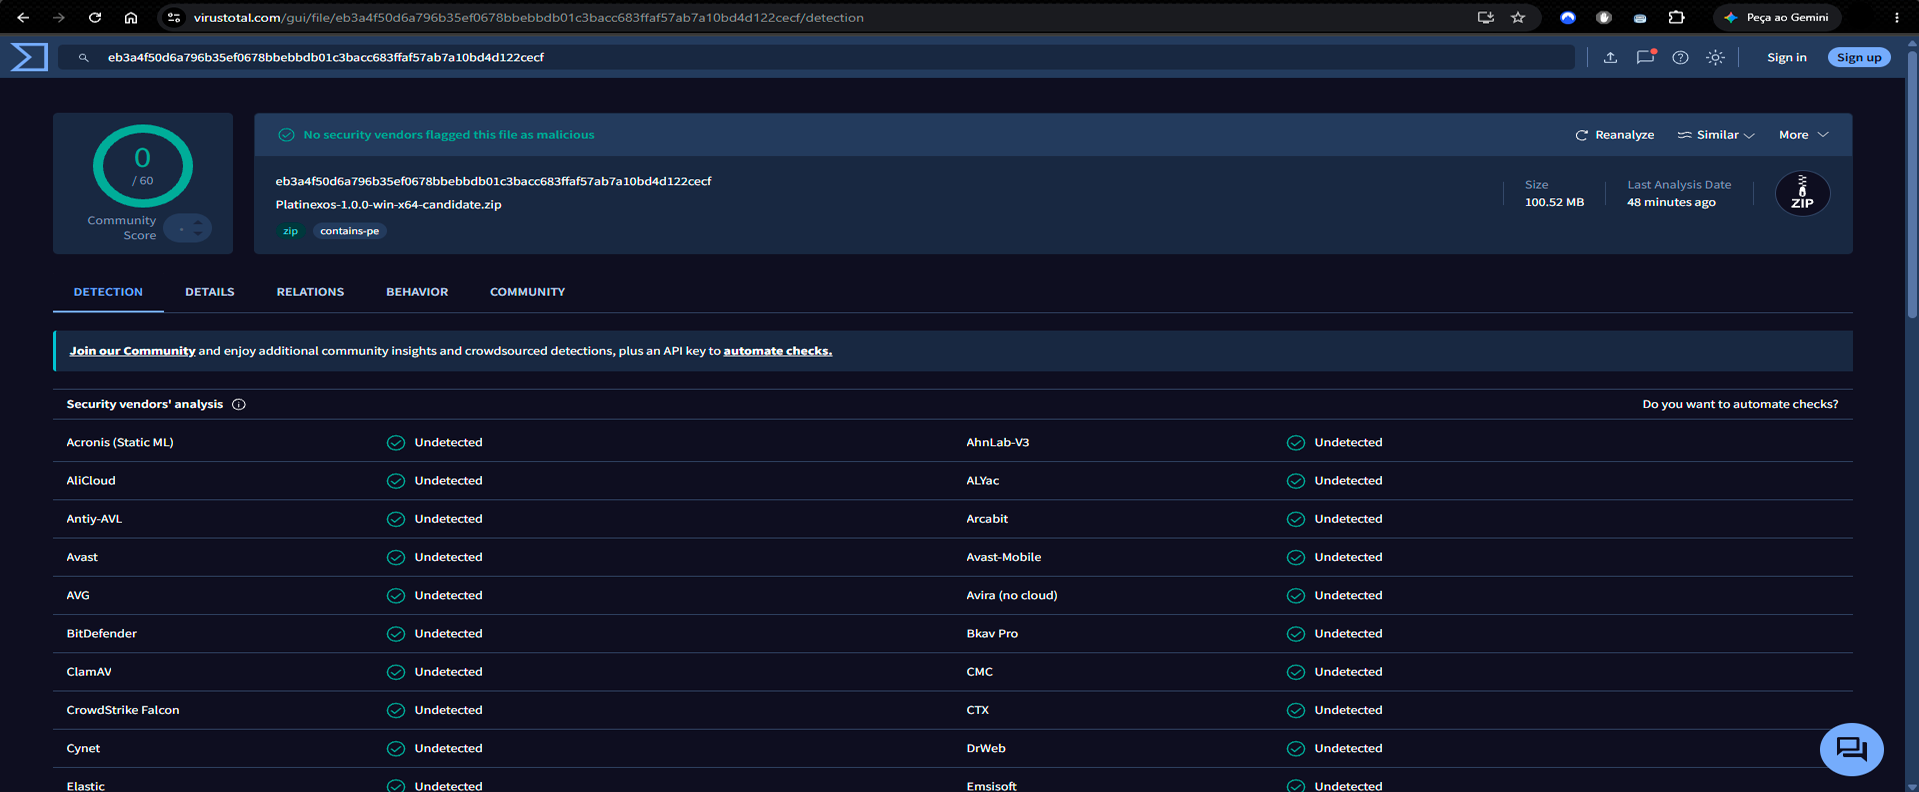 virustotal.com/gui/file/eb3a4f50d6a796b35ef0678bbebbdb01c3bacc683ffaf57ab7a10bd4d122cecf/detection
Peça ao Gemini
eb3a4f50d6a796b35ef0678bbebbdb01c3bacc683ffaf57ab7a10bd4d122cecf
Sign in
Sign up
0
/ 60
Community
Score
-
No security vendors flagged this file as malicious
Reanalyze
Similar
More
eb3a4f50d6a796b35ef0678bbebbdb01c3bacc683ffaf57ab7a10bd4d122cecf
Platinexos-1.0.0-win-x64-candidate.zip
zip
contains-pe
Size
100.52 MB
Last Analysis Date
48 minutes ago
ZIP
DETECTION
DETAILS
RELATIONS
BEHAVIOR
COMMUNITY
Join our Community and enjoy additional community insights and crowdsourced detections, plus an API key to automate checks.
Security vendors' analysis
Do you want to automate checks?
Acronis (Static ML) Undetected AhnLab-V3 Undetected
AliCloud Undetected ALYac Undetected
Antiy-AVL Undetected Arcabit Undetected
Avast Undetected Avast-Mobile Undetected
AVG Undetected Avira (no cloud) Undetected
BitDefender Undetected Bkav Pro Undetected
ClamAV Undetected CMC Undetected
CrowdStrike Falcon Undetected CTX Undetected
Cynet Undetected DrWeb Undetected
Elastic Undetected Emsisoft Undetected